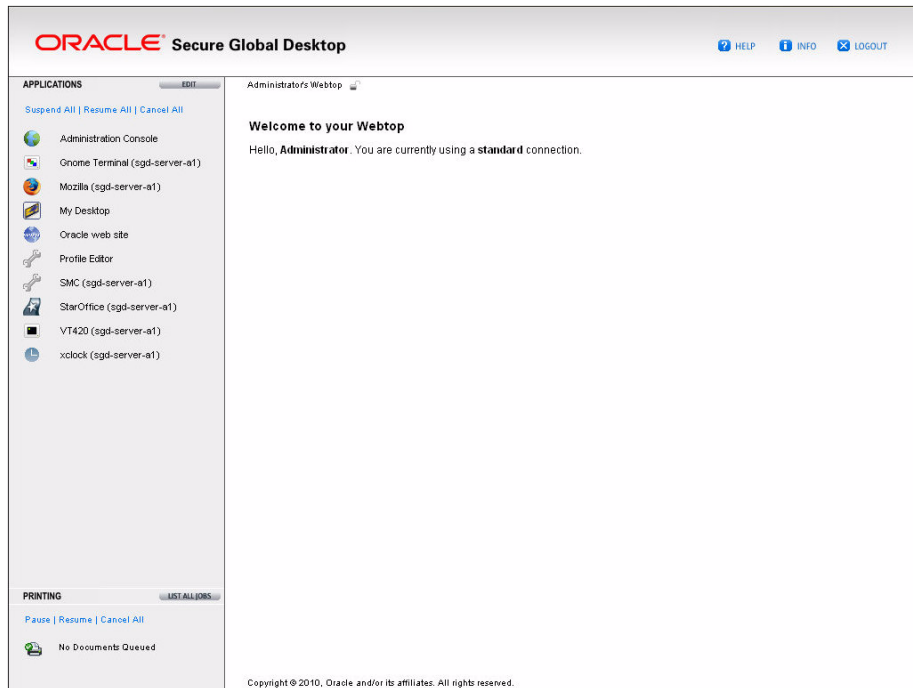 ORACLE Secure Global Desktop
HELP
INFO
LOGOUT
APPLICATIONS
EDIT
Suspend All | Resume All | Cancel All
Administration Console
Gnome Terminal (sgd-server-a1)
Mozilla (sgd-server-a1)
My Desktop
Oracle web site
Profile Editor
SMC (sgd-server-a1)
StarOffice (sgd-server-a1)
VT420 (sgd-server-a1)
xclock (sgd-server-a1)
PRINTING
LIST ALL JOBS
Pause | Resume | Cancel All
No Documents Queued
Administrator's Webtop
Welcome to your Webtop
Hello, Administrator. You are currently using a standard connection.
Copyright © 2010, Oracle and/or its affiliates. All rights reserved.